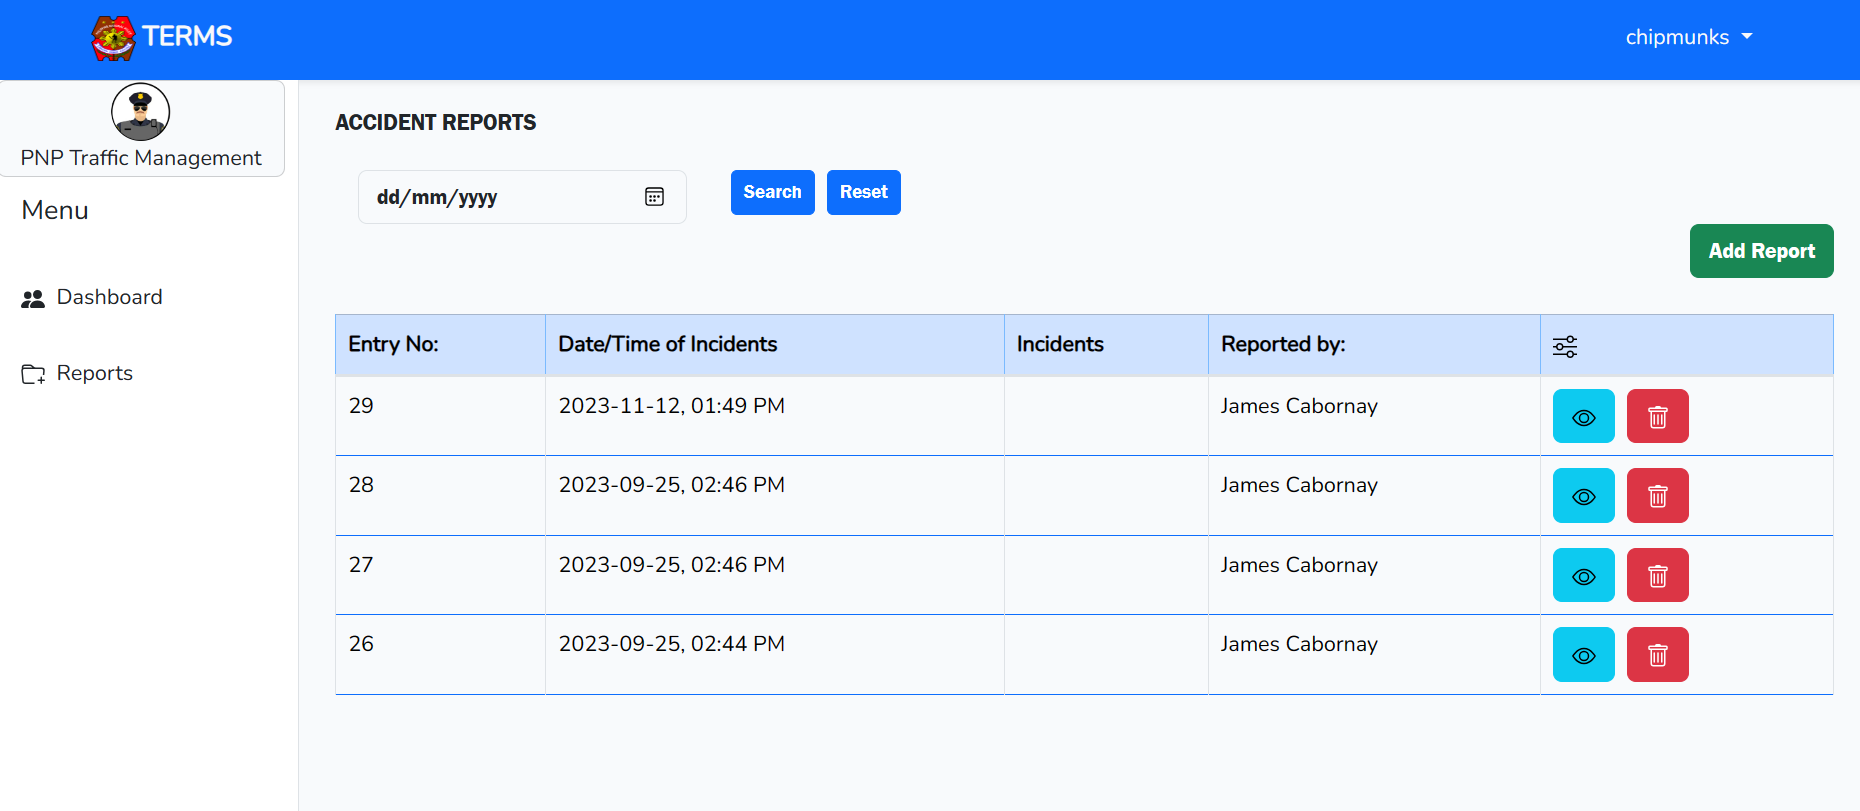 TERMS
chipmunks
PNP Traffic Management
Menu
Dashboard
Reports
ACCIDENT REPORTS
dd/mm/yyyy
Search Reset
Add Report
Entry No: Date/Time of Incidents Incidents Reported by:
29 2023-11-12, 01:49 PM James Cabornay
28 2023-09-25, 02:46 PM James Cabornay
27 2023-09-25, 02:46 PM James Cabornay
26 2023-09-25, 02:44 PM James Cabornay